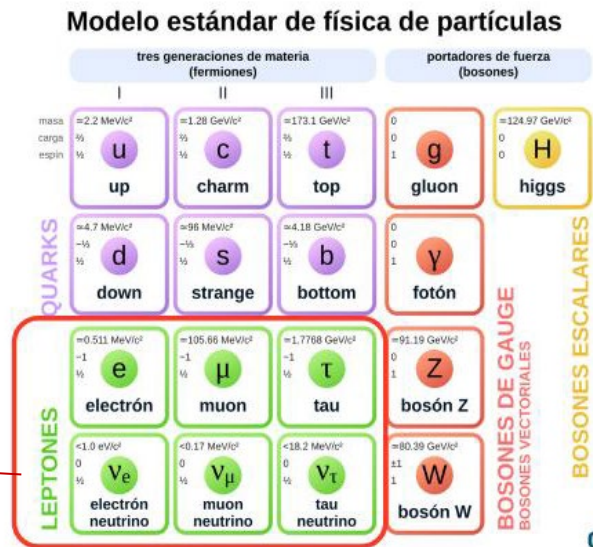 Modelo estándar de física de partículas
tres generaciones de materia
(fermiones)
portadores de fuerza
(bosones)
I
II
III
masa
carga
espín
≃2.2 MeV/c²
⅔
½
u
up
≃1.28 GeV/c²
⅔
½
c
charm
≃173.1 GeV/c²
⅔
½
t
top
0
0
1
g
gluon
≃124.97 GeV/c²
0
0
H
higgs
QUARKS
≃4.7 MeV/c²
−⅓
½
d
down
≃96 MeV/c²
−⅓
½
s
strange
≃4.18 GeV/c²
−⅓
½
b
bottom
0
0
1
γ
fotón
LEPTONES
≃0.511 MeV/c²
−1
½
e
electrón
≃105.66 MeV/c²
−1
½
μ
muon
≃1.7768 GeV/c²
−1
½
τ
tau
≃91.19 GeV/c²
0
1
Z
bosón Z
<1.0 eV/c²
0
½
νe
electrón
neutrino
<0.17 MeV/c²
0
½
νμ
muon
neutrino
<18.2 MeV/c²
0
½
ντ
tau
neutrino
≃80.39 GeV/c²
±1
1
W
bosón W
BOSONES DE GAUGE
BOSONES VECTORIALES
BOSONES ESCALARES